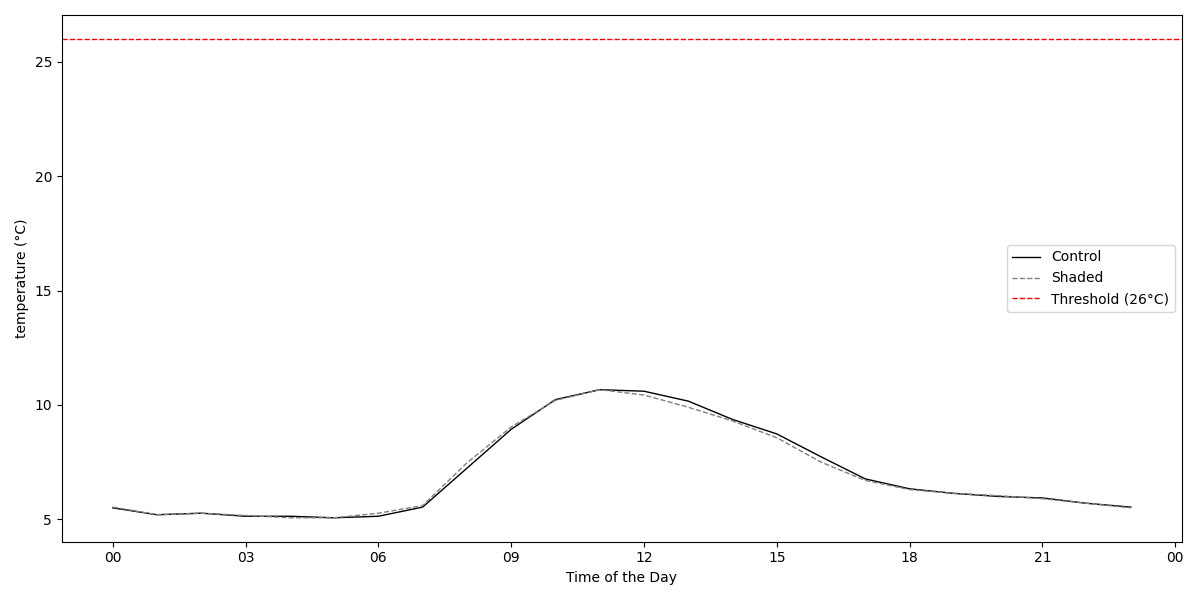 25
20
15
10
5
temperature (°C)
Control
Shaded
Threshold (26°C)
00 03 06 09 12 15 18 21 00
Time of the Day